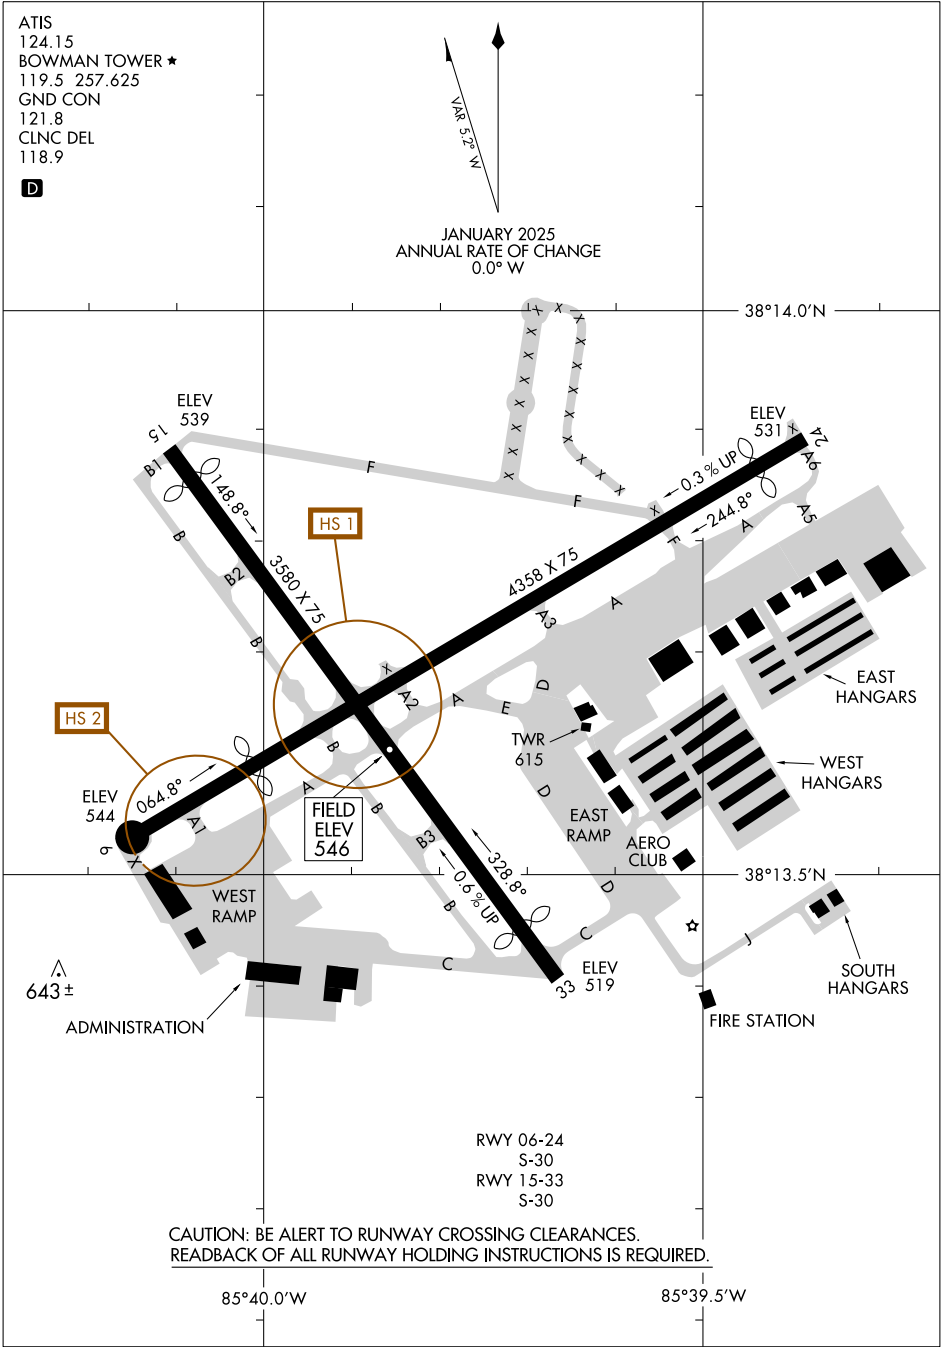 ATIS
124.15
BOWMAN TOWER ★
119.5 257.625
GND CON
121.8
CLNC DEL
118.9
D
VAR 5.2° W
JANUARY 2025
ANNUAL RATE OF CHANGE
0.0° W
38°14.0'N
X X X X X X X X X X X X X X X X X X
ELEV
539
15
B1
148.8°
F
F
ELEV
531
24
X
A6
0.3 % UP
244.8°
A
A5
X
F
HS 1
B
B2
3580 X 75
4358 X 75
A3
A
B
X
A2
A
E
D
EAST
HANGARS
HS 2
TWR
615
WEST
HANGARS
B
A
064.8°
ELEV
544
6
X
A1
FIELD
ELEV
546
B
B3
D
EAST
RAMP
AERO
CLUB
38°13.5'N
WEST
RAMP
328.8°
0.6 % UP
B
D
C
C
J
ELEV
519
33
SOUTH
HANGARS
643 ±
ADMINISTRATION
FIRE STATION
RWY 06-24
S-30
RWY 15-33
S-30
CAUTION: BE ALERT TO RUNWAY CROSSING CLEARANCES.
READBACK OF ALL RUNWAY HOLDING INSTRUCTIONS IS REQUIRED.
85°40.0'W
85°39.5'W